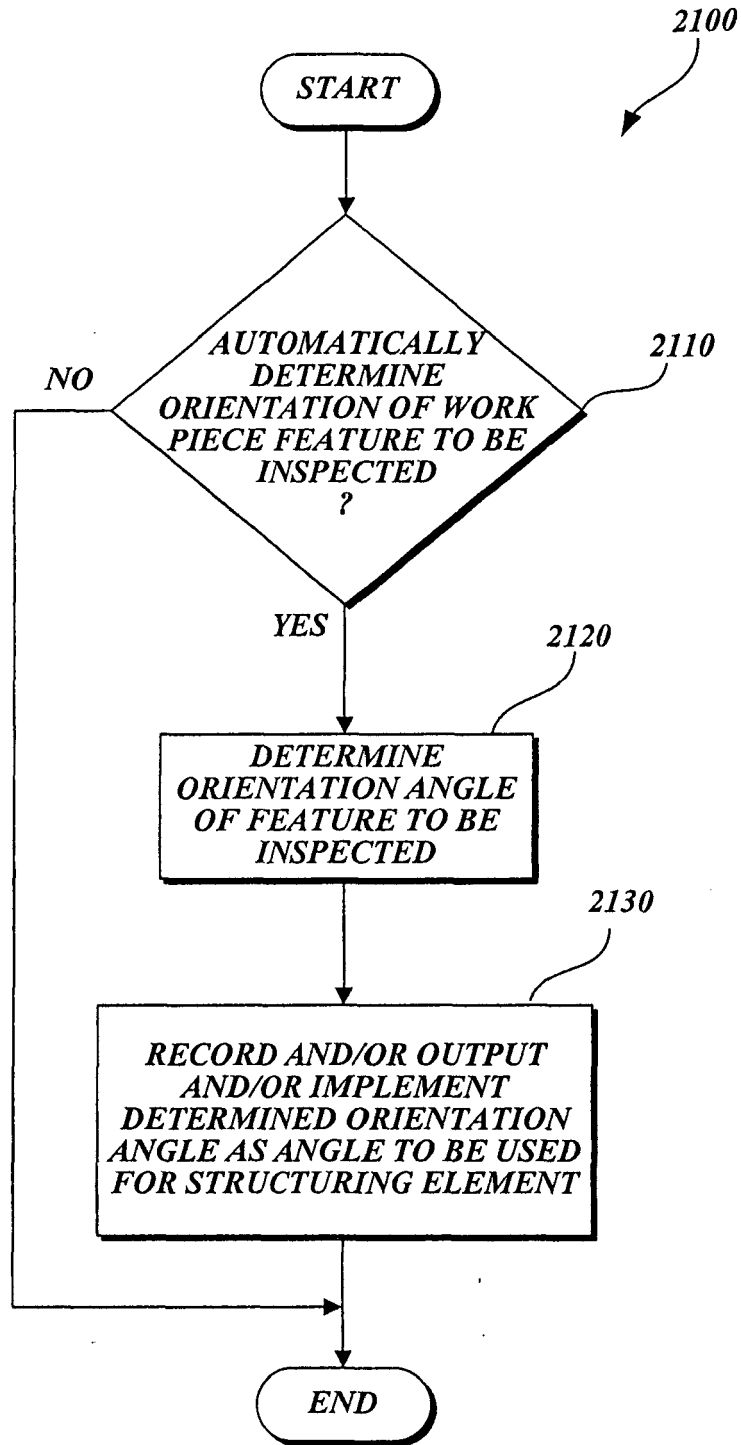 2100
START
AUTOMATICALLY
DETERMINE
ORIENTATION OF WORK
PIECE FEATURE TO BE
INSPECTED
?
2110
NO
YES
2120
DETERMINE
ORIENTATION ANGLE
OF FEATURE TO BE
INSPECTED
2130
RECORD AND/OR OUTPUT
AND/OR IMPLEMENT
DETERMINED ORIENTATION
ANGLE AS ANGLE TO BE USED
FOR STRUCTURING ELEMENT
END